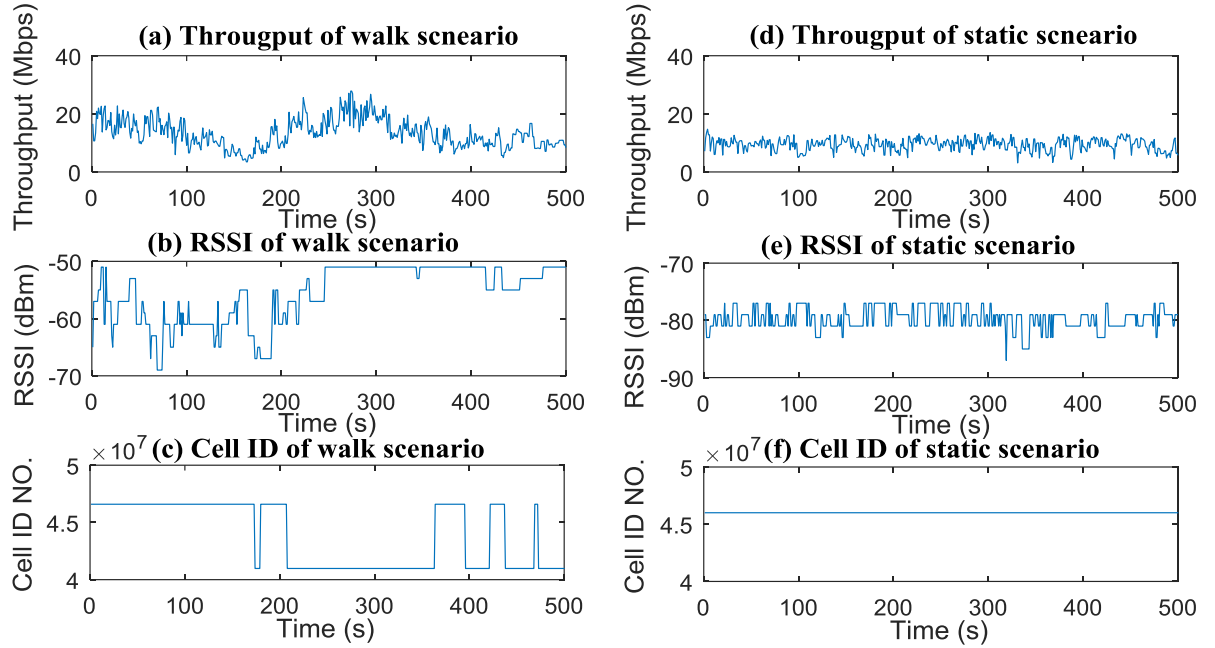 (a) Througput of walk scneario
Throughput (Mbps)
40
20
0
0 100 200 300 400 500
Time (s)
(b) RSSI of walk scenario
RSSI (dBm)
-50
-60
-70
0 100 200 300 400 500
Time (s)
×10^7
(c) Cell ID of walk scenario
Cell ID NO.
5
4.5
4
0 100 200 300 400 500
Time (s)
(d) Througput of static scneario
Throughput (Mbps)
40
20
0
0 100 200 300 400 500
Time (s)
(e) RSSI of static scenario
RSSI (dBm)
-70
-80
-90
0 100 200 300 400 500
Time (s)
×10^7
(f) Cell ID of static scenario
Cell ID NO.
5
4.5
4
0 100 200 300 400 500
Time (s)